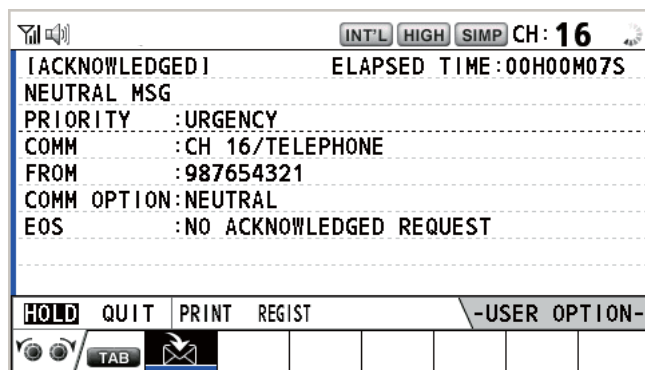 INT'L HIGH SIMP CH: 16
[ACKNOWLEDGED] ELAPSED TIME:00H00M07S
NEUTRAL MSG
PRIORITY :URGENCY
COMM :CH 16/TELEPHONE
FROM :987654321
COMM OPTION:NEUTRAL
EOS :NO ACKNOWLEDGED REQUEST
HOLD QUIT PRINT REGIST -USER OPTION-
TAB